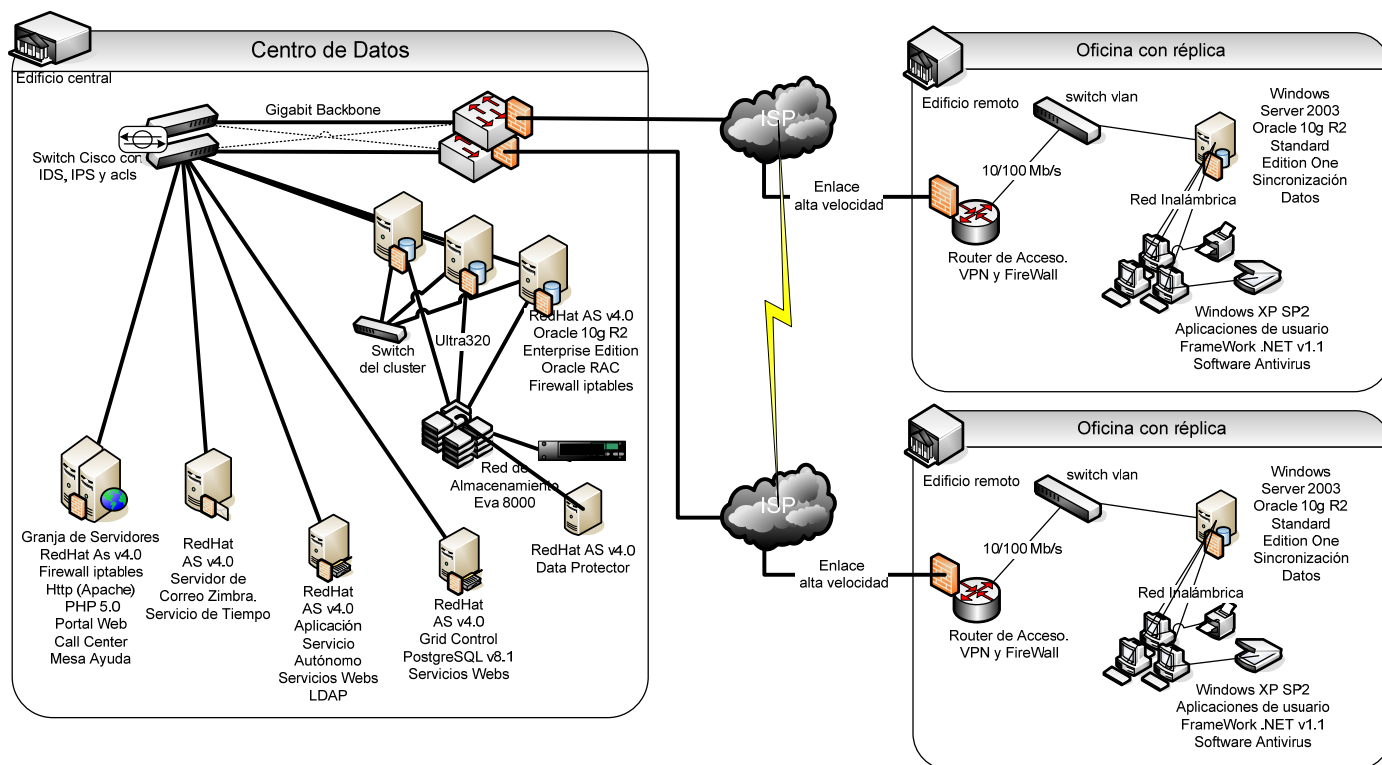 Centro de Datos
Edificio central
Gigabit Backbone
Switch Cisco con
IDS, IPS y acls
Switch
del cluster
Ultra320
RedHat AS v4.0
Oracle 10g R2
Enterprise Edition
Oracle RAC
Firewall iptables
Red de
Almacenamiento
Eva 8000
RedHat AS v4.0
Data Protector
Granja de Servidores
RedHat As v4.0
Firewall iptables
Http (Apache)
PHP 5.0
Portal Web
Call Center
Mesa Ayuda
RedHat
AS v4.0
Servidor de
Correo Zimbra.
Servicio de Tiempo
RedHat
AS v4.0
Aplicación
Servicio
Autónomo
Servicios Webs
LDAP
RedHat
AS v4.0
Grid Control
PostgreSQL v8.1
Servicios Webs
ISP
Enlace
alta velocidad
ISP
Enlace
alta velocidad
Oficina con réplica
Edificio remoto
switch vlan
Windows
Server 2003
Oracle 10g R2
Standard
Edition One
Sincronización
Datos
10/100 Mb/s
Red Inalámbrica
Router de Acceso.
VPN y FireWall
Windows XP SP2
Aplicaciones de usuario
FrameWork .NET v1.1
Software Antivirus
Oficina con réplica
Edificio remoto
switch vlan
Windows
Server 2003
Oracle 10g R2
Standard
Edition One
Sincronización
Datos
10/100 Mb/s
Red Inalámbrica
Router de Acceso.
VPN y FireWall
Windows XP SP2
Aplicaciones de usuario
FrameWork .NET v1.1
Software Antivirus